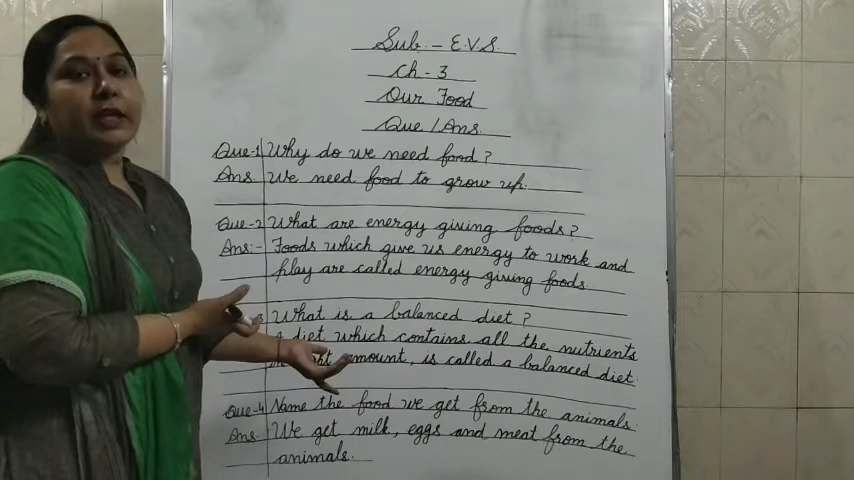 Sub. - E.V.S.
Ch - 3
Our Food
Que / Ans.
Que-1 Why do we need food?
Ans. We need food to grow up.
Que-2 What are energy giving foods?
Ans:- Foods which give us energy to work and
play are called energy giving foods.
What is a balanced diet?
diet which contains all the nutrients
amount, is called a balanced diet.
Que-4 Name the food we get from the animals.
Ans. We get milk, eggs and meat from the
animals.